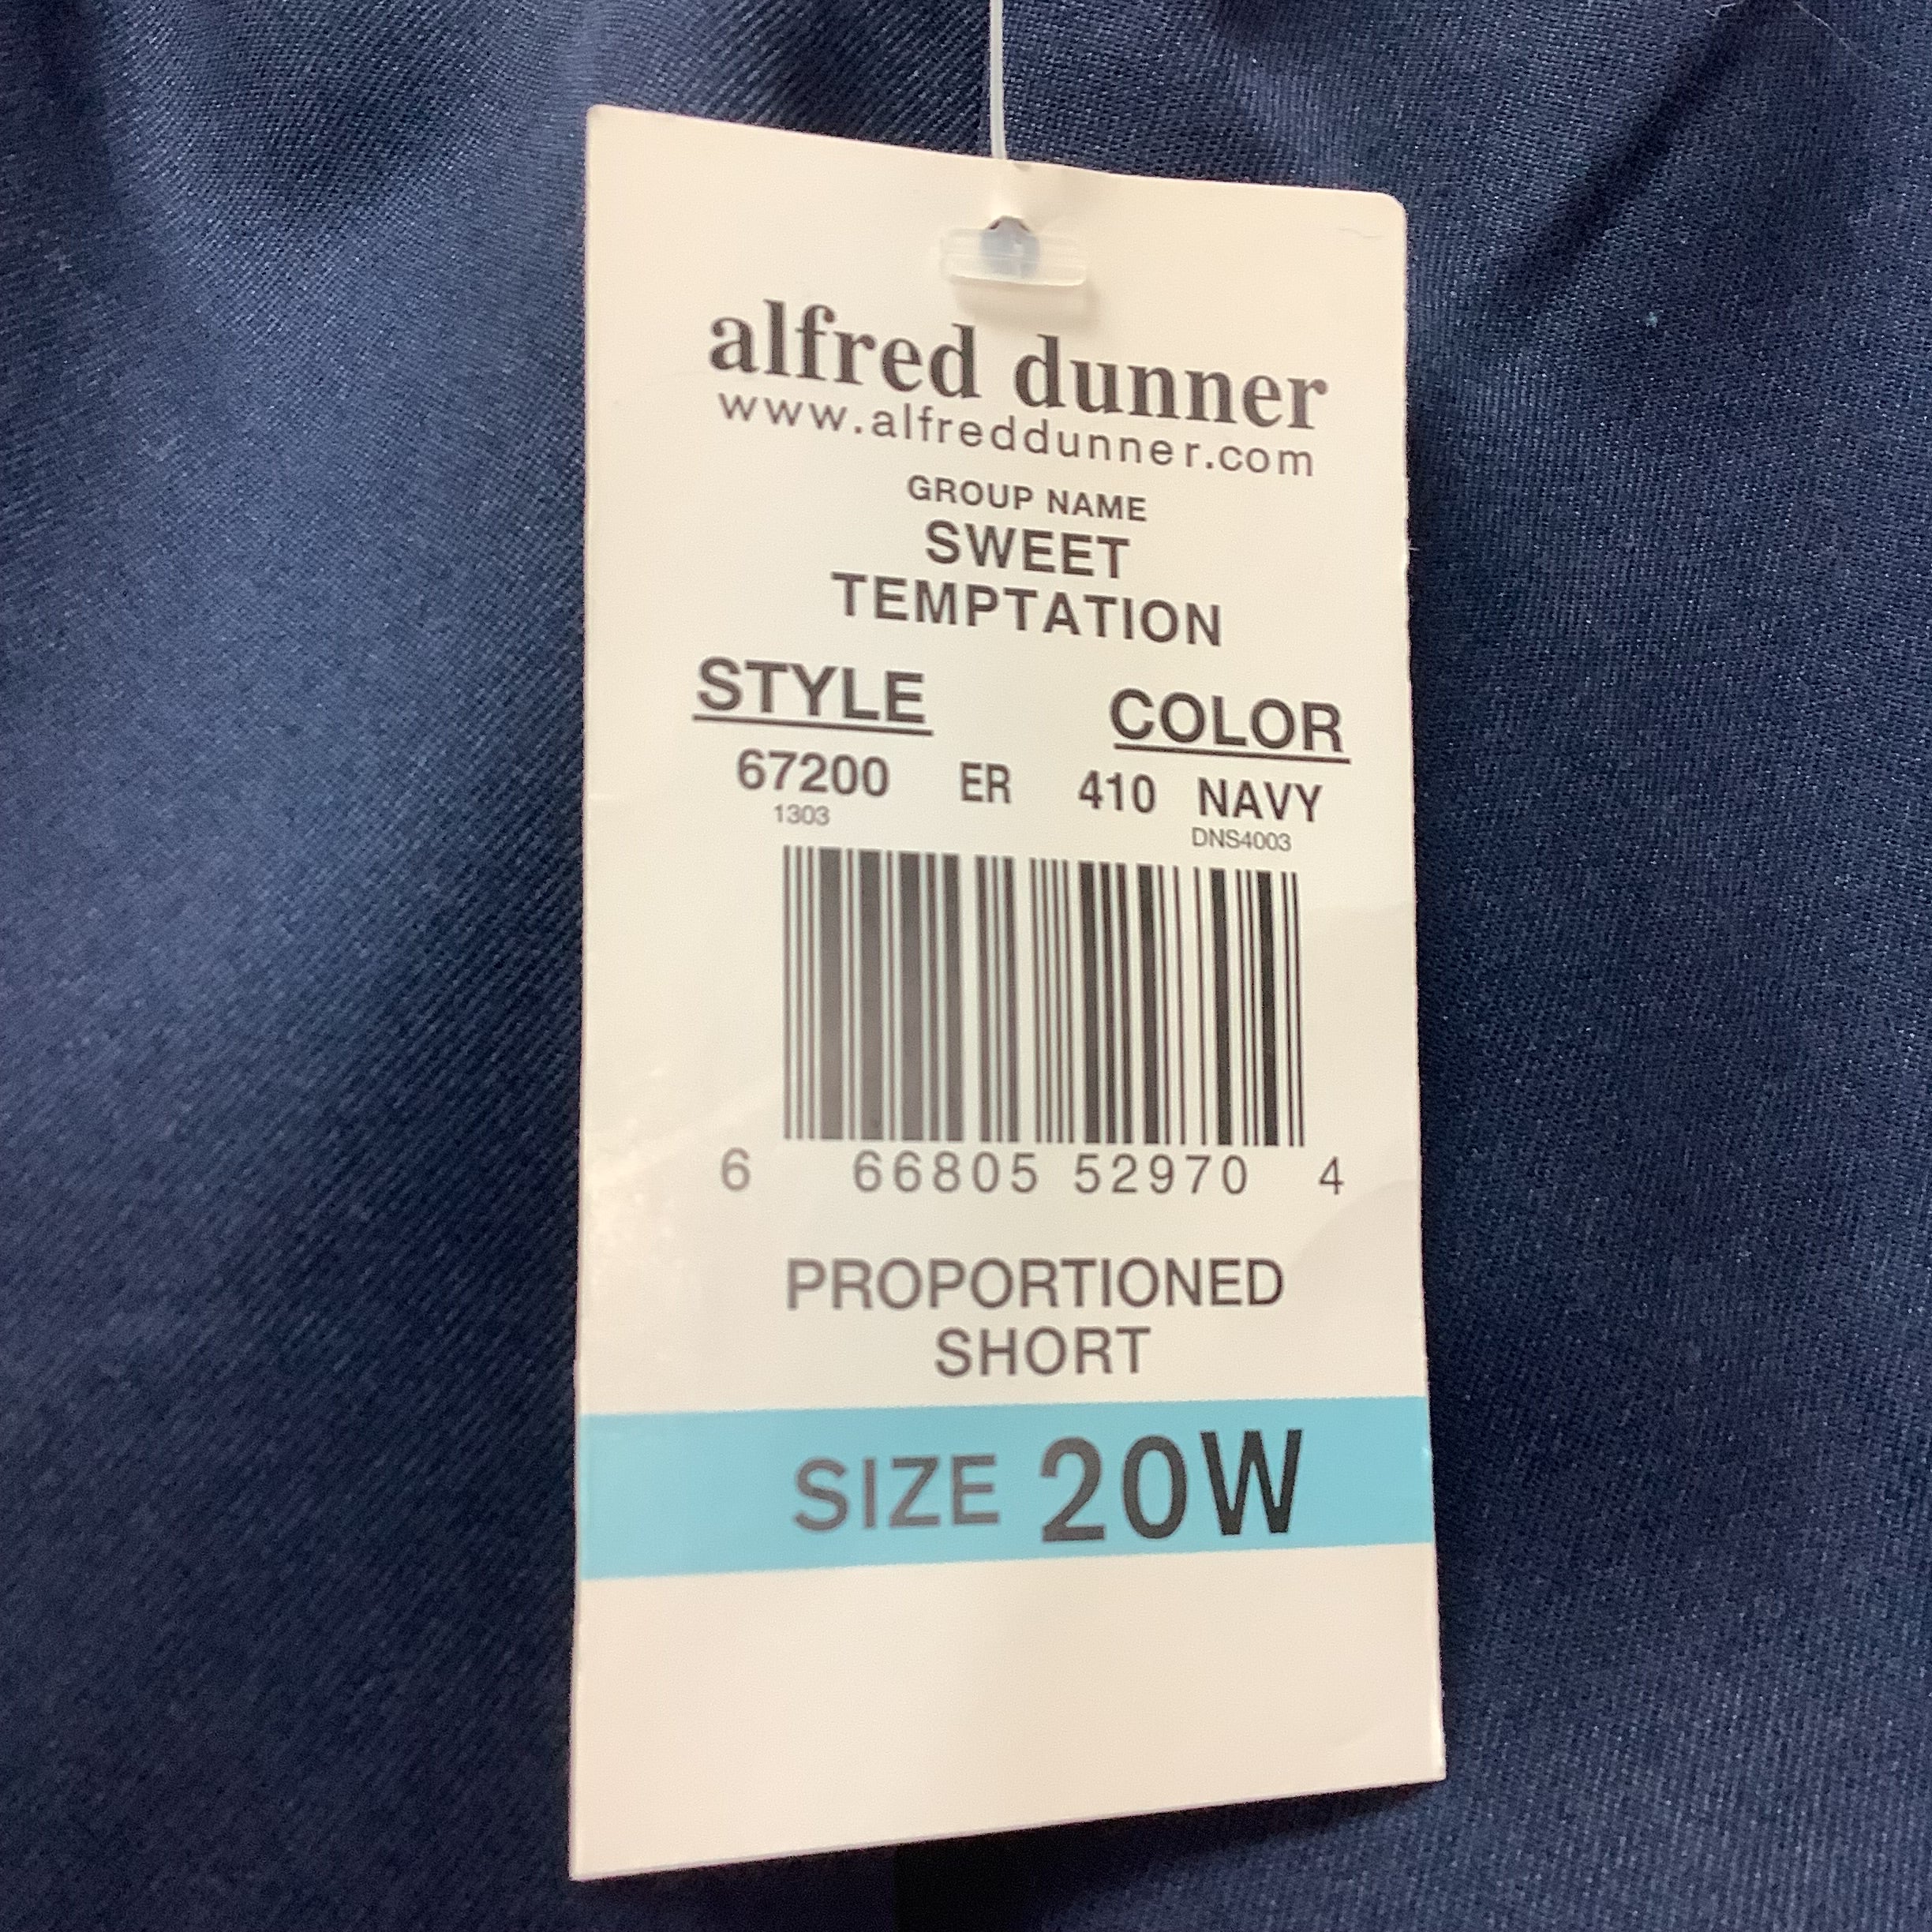 alfred dunner
www.alfreddunner.com
GROUP NAME
SWEET
TEMPTATION
STYLE COLOR
67200 ER 410 NAVY
1303 DNS4003
6 66805 52970 4
PROPORTIONED
SHORT
SIZE 20W